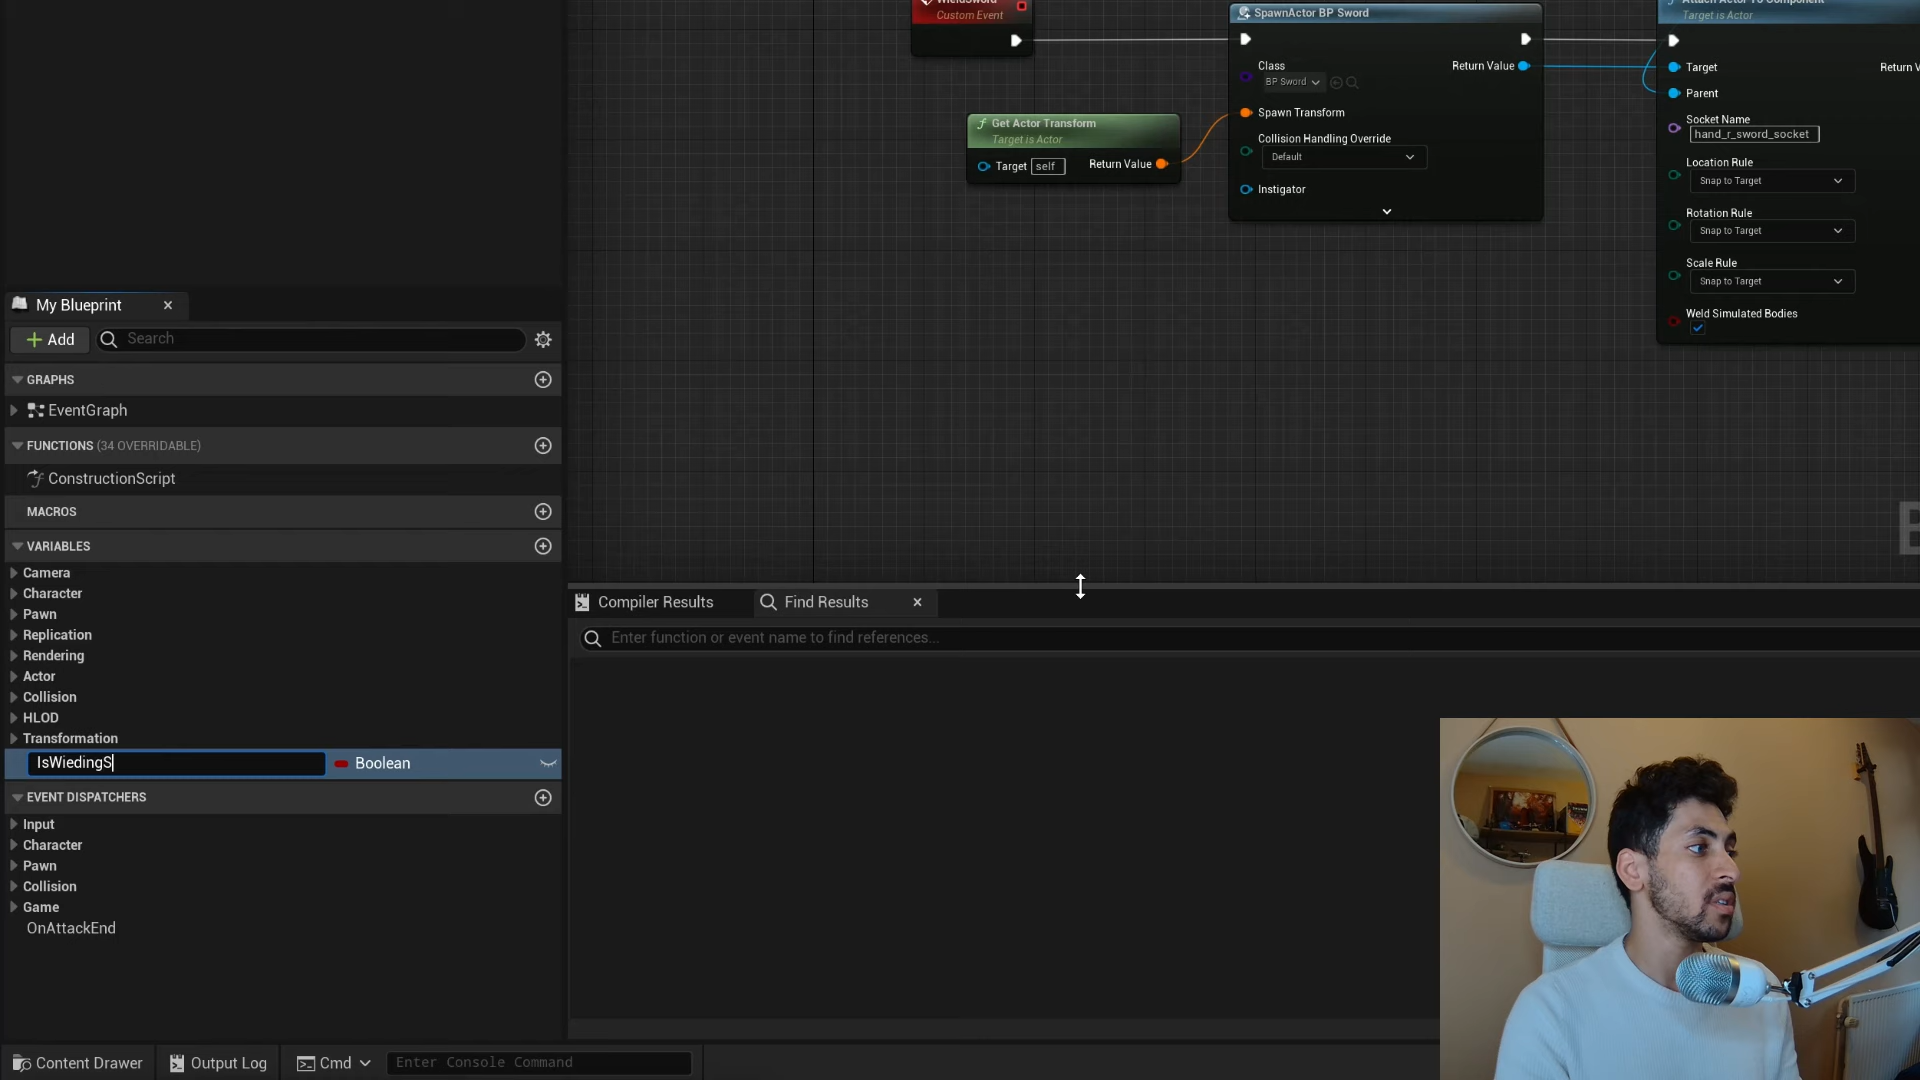 WieldSword
Custom Event
SpawnActor BP Sword
Class
BP Sword
Return Value
Spawn Transform
Collision Handling Override
Default
Instigator
Get Actor Transform
Target is Actor
Target self
Return Value
Attach Actor To Component
Target is Actor
Target
Return V
Parent
Socket Name
hand_r_sword_socket
Location Rule
Snap to Target
Rotation Rule
Snap to Target
Scale Rule
Snap to Target
Weld Simulated Bodies
My Blueprint
Add
Search
GRAPHS
EventGraph
FUNCTIONS (34 OVERRIDABLE)
ConstructionScript
MACROS
VARIABLES
Camera
Character
Pawn
Replication
Rendering
Actor
Collision
HLOD
Transformation
IsWiedingS Boolean
EVENT DISPATCHERS
Input
Character
Pawn
Collision
Game
OnAttackEnd
Compiler Results
Find Results
Enter function or event name to find references...
Content Drawer
Output Log
Cmd
Enter Console Command